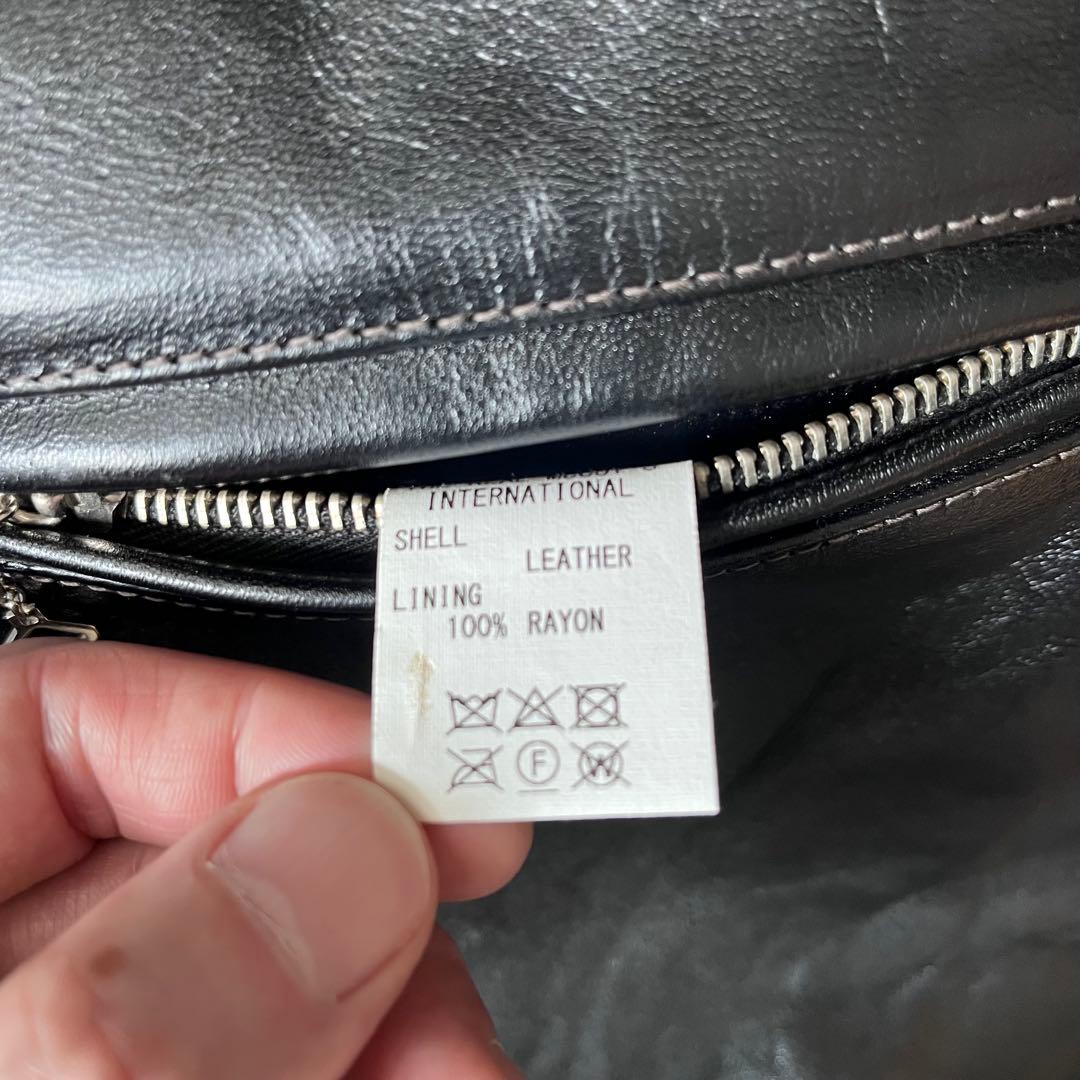 INTERNATIONAL
SHELL
LEATHER
LINING
100% RAYON
F
W